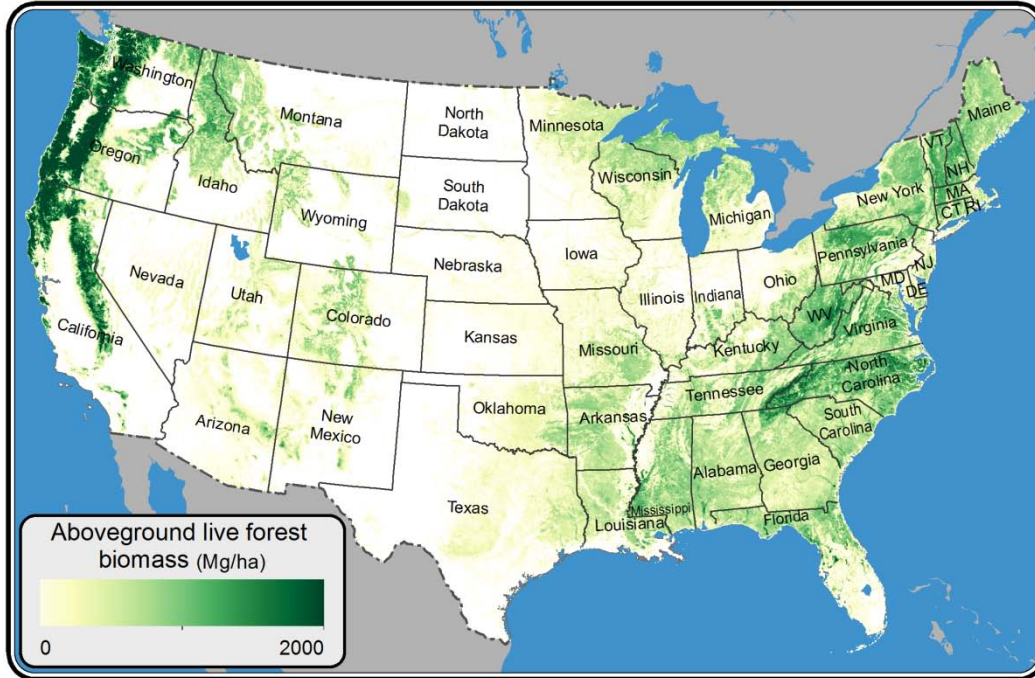 Washington
Oregon
Idaho
Montana
Wyoming
North
Dakota
South
Dakota
Nebraska
Kansas
Minnesota
Iowa
Missouri
Wisconsin
Illinois
Michigan
Indiana
Ohio
Kentucky
Tennessee
California
Nevada
Utah
Colorado
Arizona
New
Mexico
Texas
Oklahoma
Arkansas
Louisiana
Mississippi
Alabama
Georgia
Florida
South
Carolina
North
Carolina
Virginia
WV
MD
DE
NJ
Pennsylvania
New York
CT
RI
MA
VT
NH
Maine
Aboveground live forest
biomass (Mg/ha)
0
2000